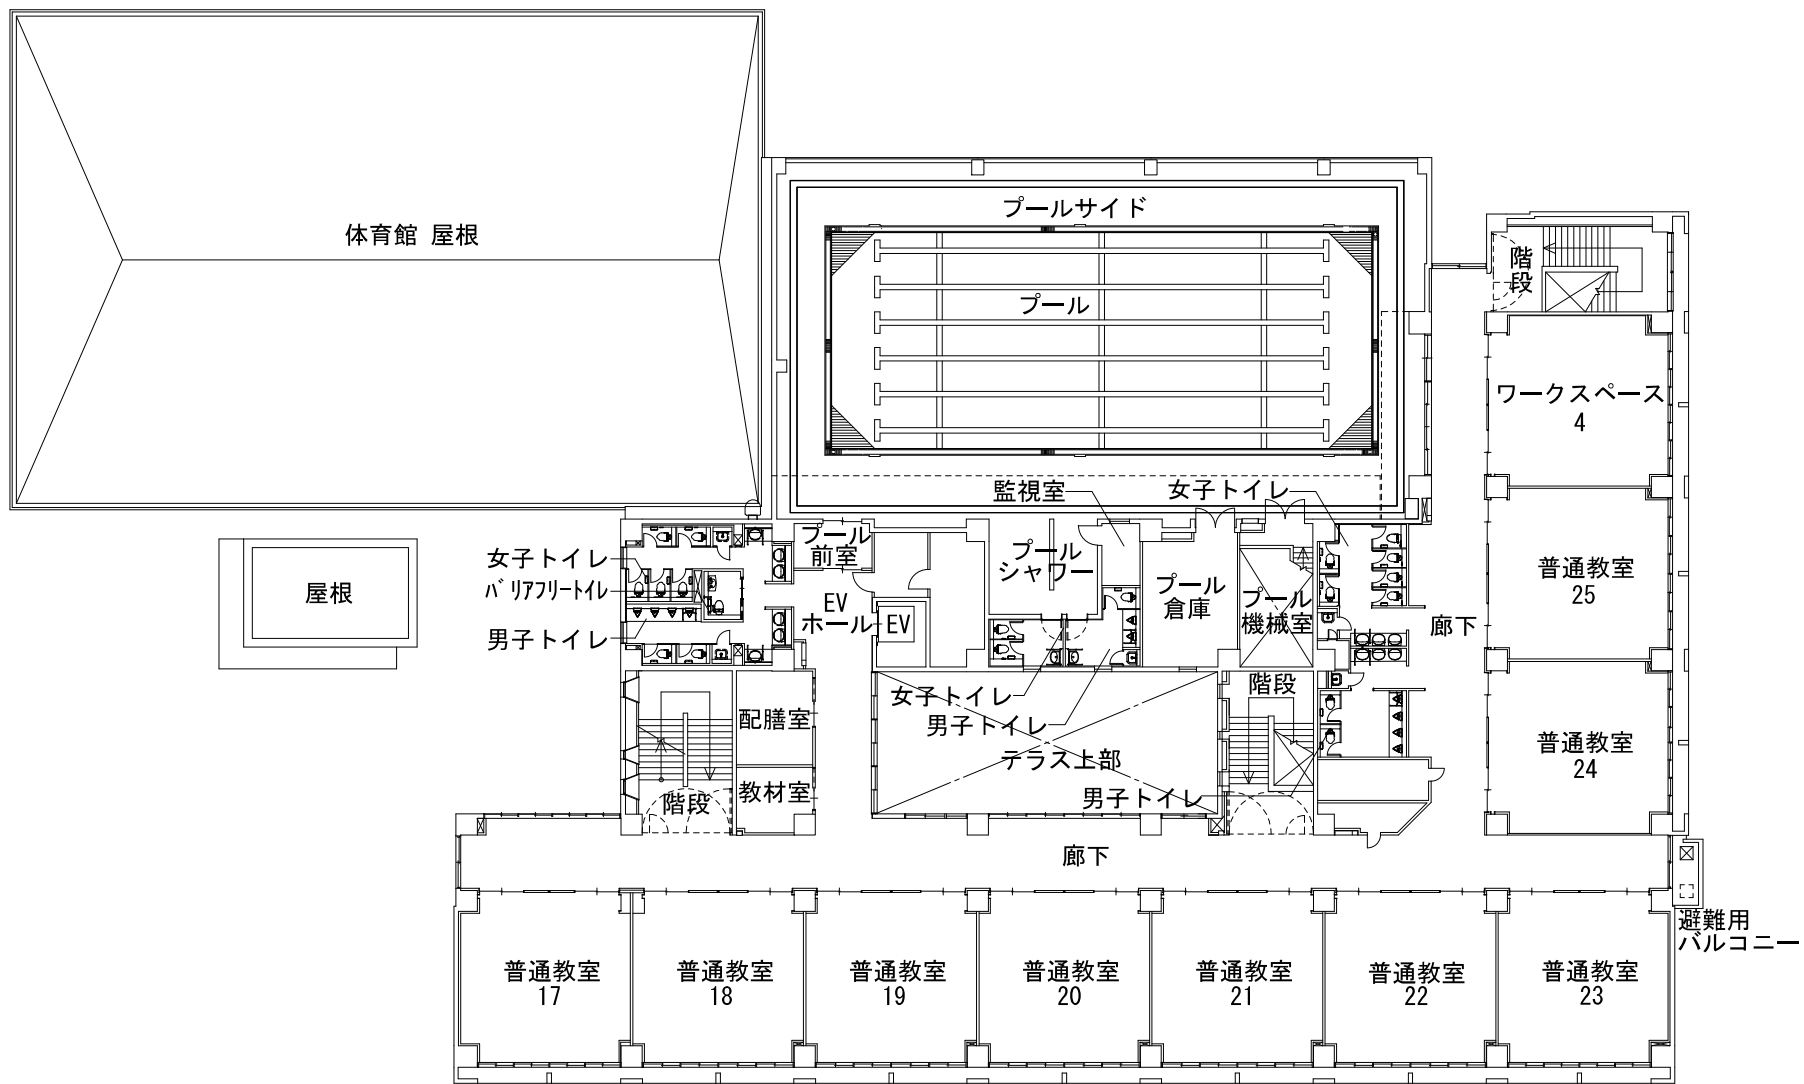 プールサイド
体育館 屋根
階
段
プール
ワークスペース
4
監視室
女子トイレ
プール
前室
プール
シャワー
女子トイレ
バリアフリートイレ
男子トイレ
屋根
EV
ホール
EV
プール
倉庫
プール
機械室
普通教室
25
廊下
女子トイレ
男子トイレ
階段
配膳室
テラス上部
普通教室
24
教材室
階段
男子トイレ
廊下
避難用
バルコニー
普通教室
17
普通教室
18
普通教室
19
普通教室
20
普通教室
21
普通教室
22
普通教室
23